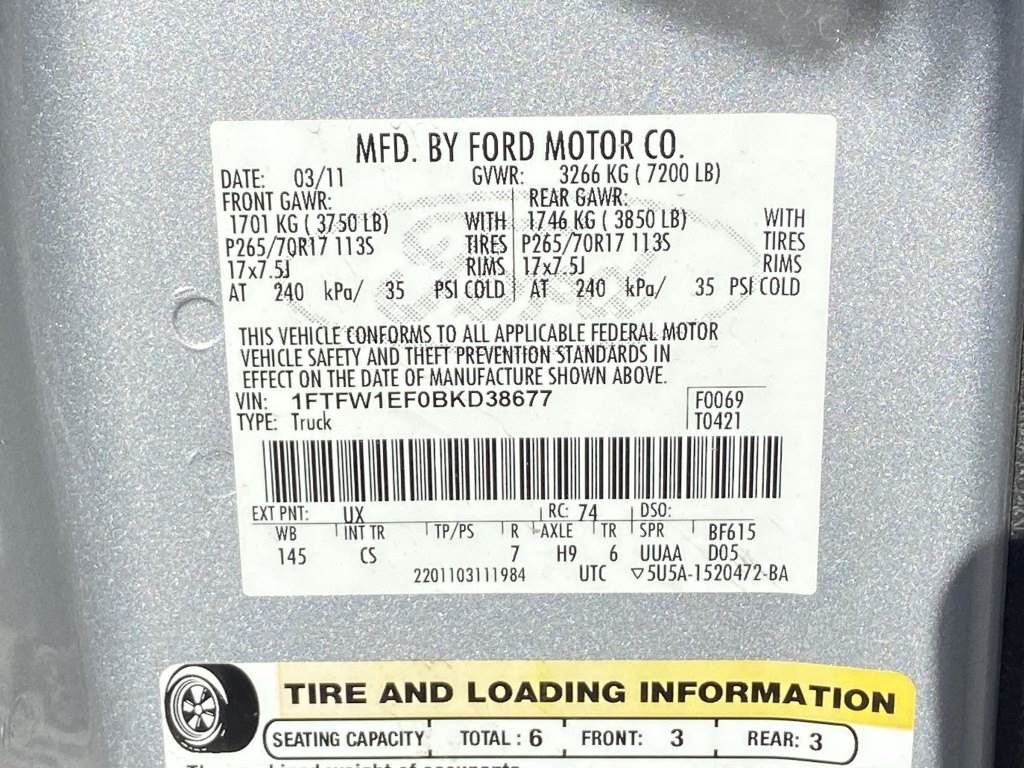 MFD. BY FORD MOTOR CO.
DATE: 03/11 GVWR: 3266 KG ( 7200 LB)
FRONT GAWR: REAR GAWR:
1701 KG ( 3750 LB) WITH 1746 KG ( 3850 LB) WITH
P265/70R17 113S TIRES P265/70R17 113S TIRES
17x7.5J RIMS 17x7.5J RIMS
AT 240 kPa/ 35 PSI COLD AT 240 kPa/ 35 PSI COLD
Ford
THIS VEHICLE CONFORMS TO ALL APPLICABLE FEDERAL MOTOR
VEHICLE SAFETY AND THEFT PREVENTION STANDARDS IN
EFFECT ON THE DATE OF MANUFACTURE SHOWN ABOVE.
VIN: 1FTFW1EF0BKD38677 F0069
TYPE: Truck T0421
EXT PNT: UX RC: 74 DSO:
WB INT TR TP/PS R AXLE TR SPR BF615
145 CS 7 H9 6 UUAA D05
2201103111984 UTC ▽5U5A-1520472-BA
TIRE AND LOADING INFORMATION
SEATING CAPACITY TOTAL : 6 FRONT: 3 REAR: 3